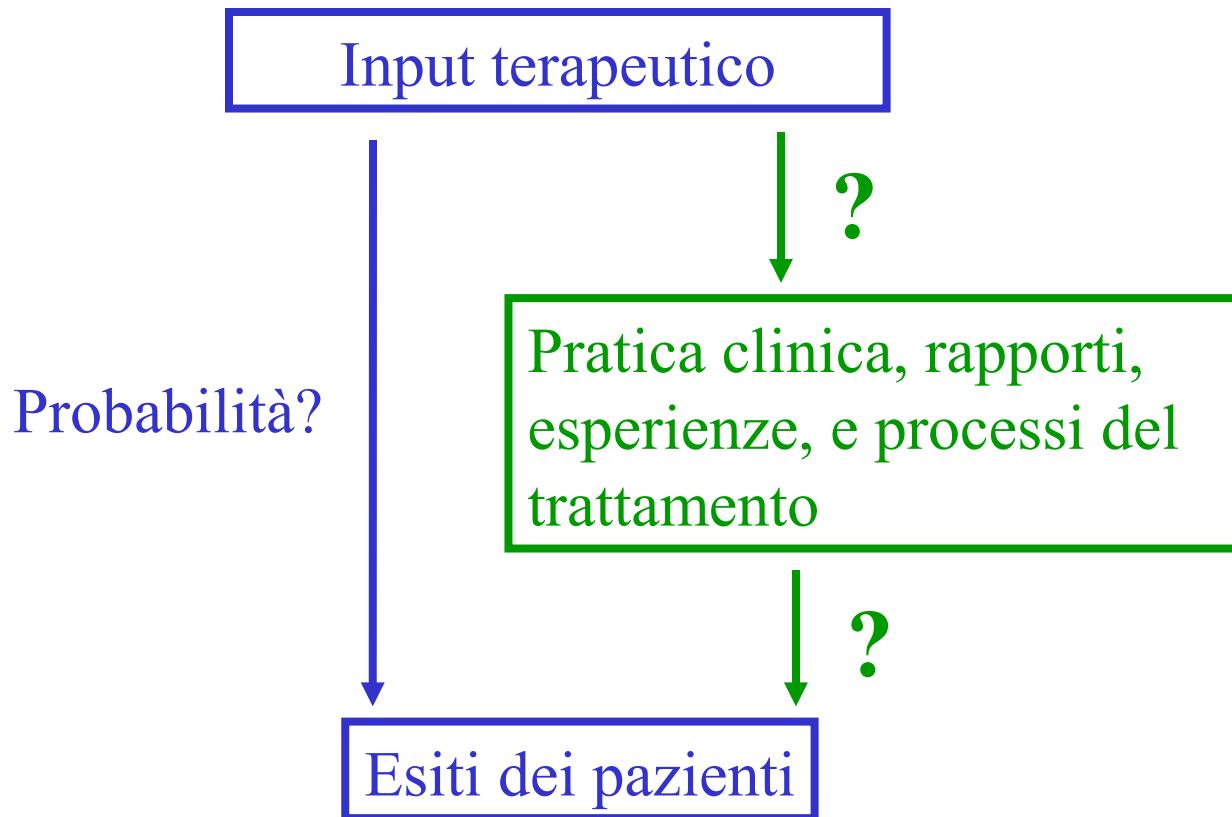 Input terapeutico
?
Pratica clinica, rapporti,
esperienze, e processi del
trattamento
Probabilità?
?
Esiti dei pazienti